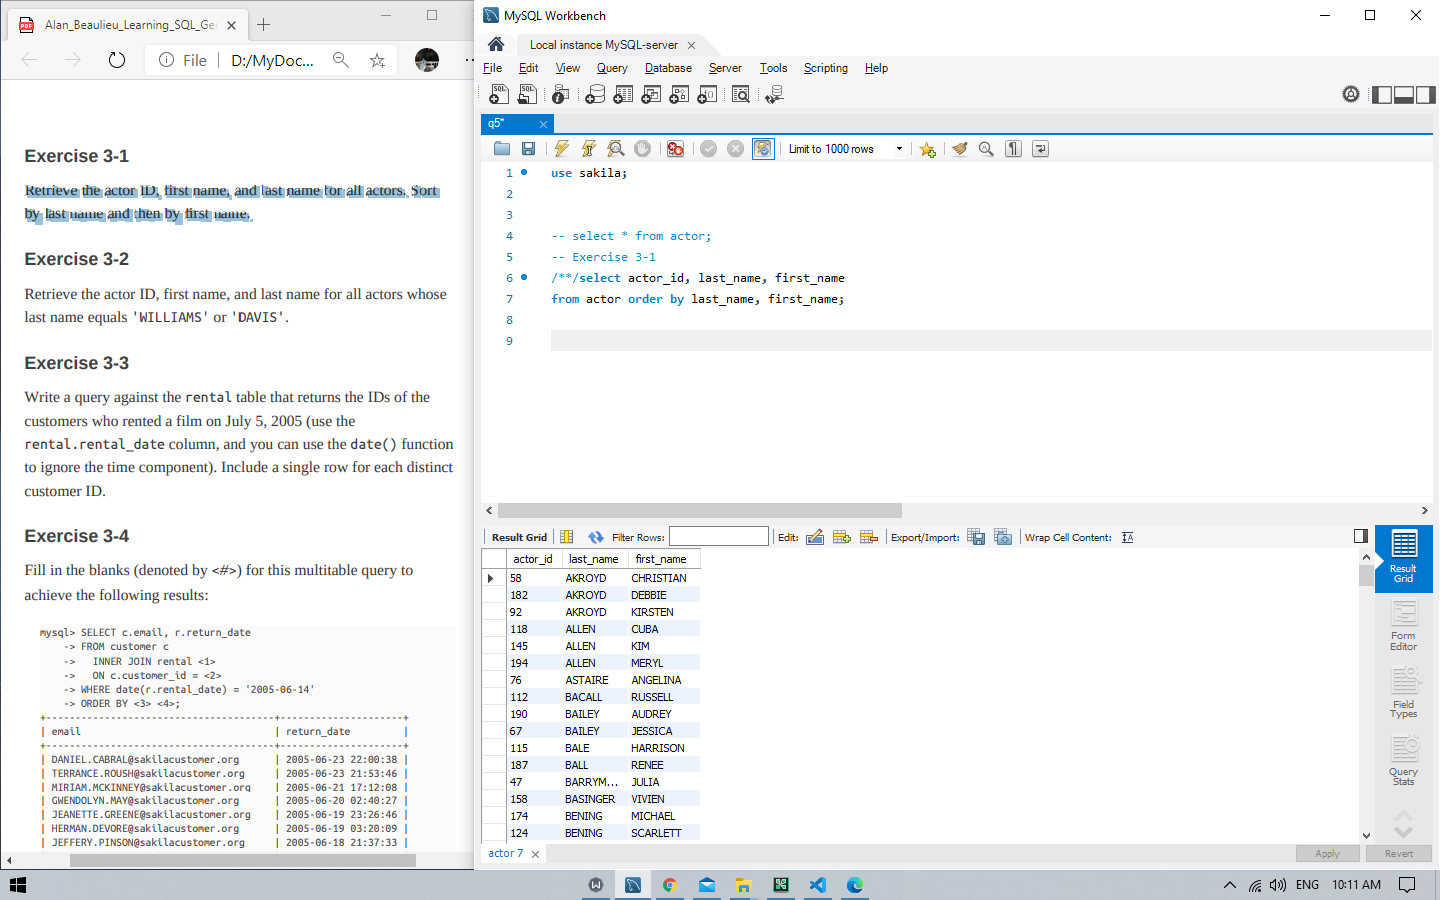 Alan_Beaulieu_Learning_SQL_Ge
File
D:/MyDoc...
Exercise 3-1
Retrieve the actor ID, first name, and last name for all actors. Sort
by last name and then by first name.
Exercise 3-2
Retrieve the actor ID, first name, and last name for all actors whose
last name equals 'WILLIAMS' or 'DAVIS'.
Exercise 3-3
Write a query against the rental table that returns the IDs of the
customers who rented a film on July 5, 2005 (use the
rental.rental_date column, and you can use the date() function
to ignore the time component). Include a single row for each distinct
customer ID.
Exercise 3-4
Fill in the blanks (denoted by <#>) for this multitable query to
achieve the following results:
mysql> SELECT c.email, r.return_date
-> FROM customer c
-> INNER JOIN rental <1>
-> ON c.customer_id = <2>
-> WHERE date(r.rental_date) = '2005-06-14'
-> ORDER BY <3> <4>;
+---------------------------------------+---------------------+
| email | return_date |
+---------------------------------------+---------------------+
| DANIEL.CABRAL@sakilacustomer.org | 2005-06-23 22:00:38 |
| TERRANCE.ROUSH@sakilacustomer.org | 2005-06-23 21:53:46 |
| MIRIAM.MCKINNEY@sakilacustomer.org | 2005-06-21 17:12:08 |
| GWENDOLYN.MAY@sakilacustomer.org | 2005-06-20 02:40:27 |
| JEANETTE.GREENE@sakilacustomer.org | 2005-06-19 23:26:46 |
| HERMAN.DEVORE@sakilacustomer.org | 2005-06-19 03:20:09 |
| JEFFERY.PINSON@sakilacustomer.org | 2005-06-18 21:37:33 |
MySQL Workbench
Local instance MySQL-server
File Edit View Query Database Server Tools Scripting Help
q5*
Limit to 1000 rows
1 use sakila;
2
3
4 -- select * from actor;
5 -- Exercise 3-1
6 /**/select actor_id, last_name, first_name
7 from actor order by last_name, first_name;
8
9
Result Grid Filter Rows: Edit: Export/Import: Wrap Cell Content:
actor_id last_name first_name
58 AKROYD CHRISTIAN
182 AKROYD DEBBIE
92 AKROYD KIRSTEN
118 ALLEN CUBA
145 ALLEN KIM
194 ALLEN MERYL
76 ASTAIRE ANGELINA
112 BACALL RUSSELL
190 BAILEY AUDREY
67 BAILEY JESSICA
115 BALE HARRISON
187 BALL RENEE
47 BARRYM... JULIA
158 BASINGER VIVIEN
174 BENING MICHAEL
124 BENING SCARLETT
Result
Grid
Form
Editor
Field
Types
Query
Stats
actor 7
Apply
Revert
ENG 10:11 AM